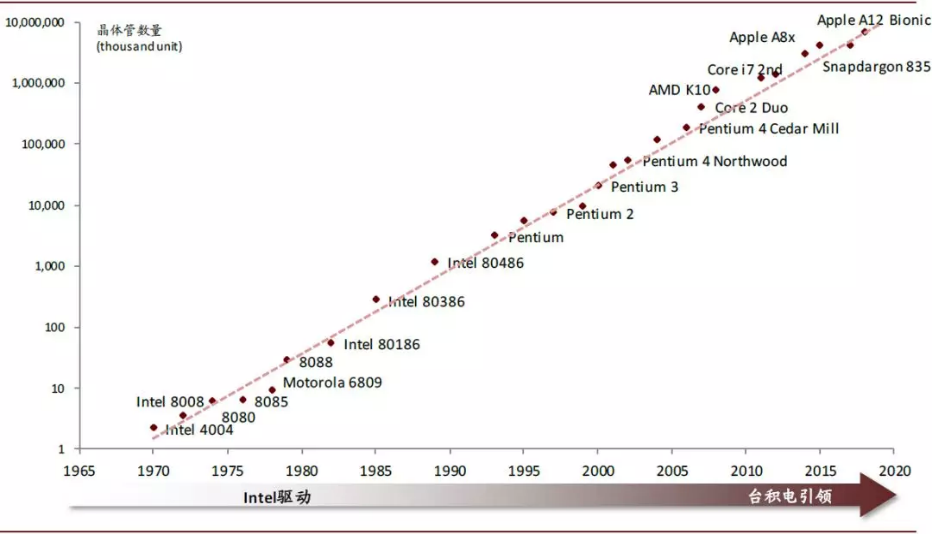 10,000,000
晶体管数量
(thousand unit)
Apple A12 Bionic
Apple A8x
Snapdargon 835
1,000,000
Core i7 2nd
AMD K10
Core 2 Duo
Pentium 4 Cedar Mill
100,000
Pentium 4 Northwood
Pentium 3
10,000
Pentium 2
Pentium
1,000
Intel 80486
Intel 80386
100
Intel 80186
8088
Motorola 6809
10
Intel 8008
8085
8080
Intel 4004
1
1965 1970 1975 1980 1985 1990 1995 2000 2005 2010 2015 2020
Intel驱动 台积电引领